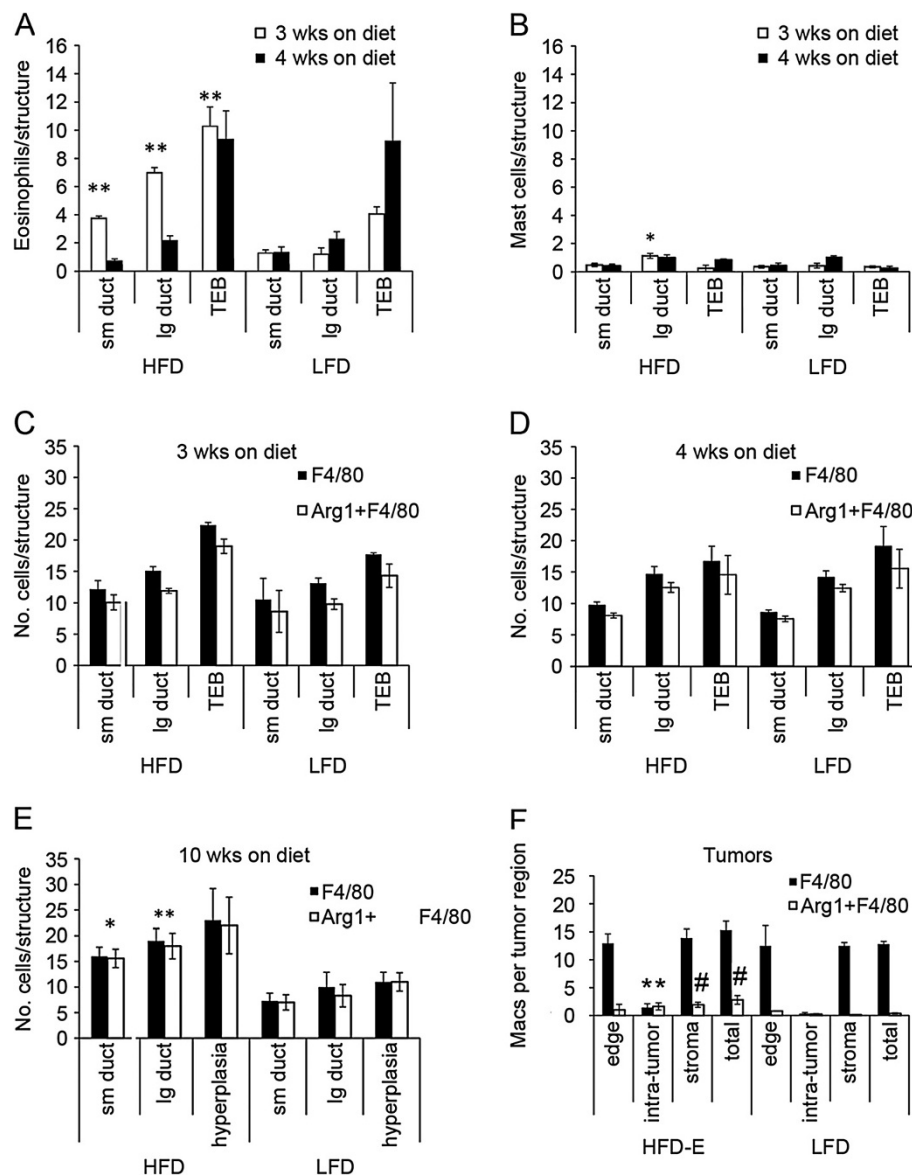 A
3 wks on diet
4 wks on diet
Eosinophils/structure
16
14
12
10
8
6
4
2
0
**
**
**
sm duct
lg duct
TEB
sm duct
lg duct
TEB
HFD
LFD
B
3 wks on diet
4 wks on diet
Mast cells/structure
16
14
12
10
8
6
4
2
0
*
sm duct
lg duct
TEB
sm duct
lg duct
TEB
HFD
LFD
C
3 wks on diet
F4/80
Arg1+F4/80
No. cells/structure
35
30
25
20
15
10
5
0
sm duct
lg duct
TEB
sm duct
lg duct
TEB
HFD
LFD
D
4 wks on diet
F4/80
Arg1+F4/80
No. cells/structure
35
30
25
20
15
10
5
0
sm duct
lg duct
TEB
sm duct
lg duct
TEB
HFD
LFD
E
10 wks on diet
F4/80
Arg1+ F4/80
No. cells/structure
35
30
25
20
15
10
5
0
*
**
sm duct
lg duct
hyperplasia
sm duct
lg duct
hyperplasia
HFD
LFD
F
Tumors
F4/80
Arg1+F4/80
Macs per tumor region
25
20
15
10
5
0
**
#
#
edge
intra-tumor
stroma
total
edge
intra-tumor
stroma
total
HFD-E
LFD